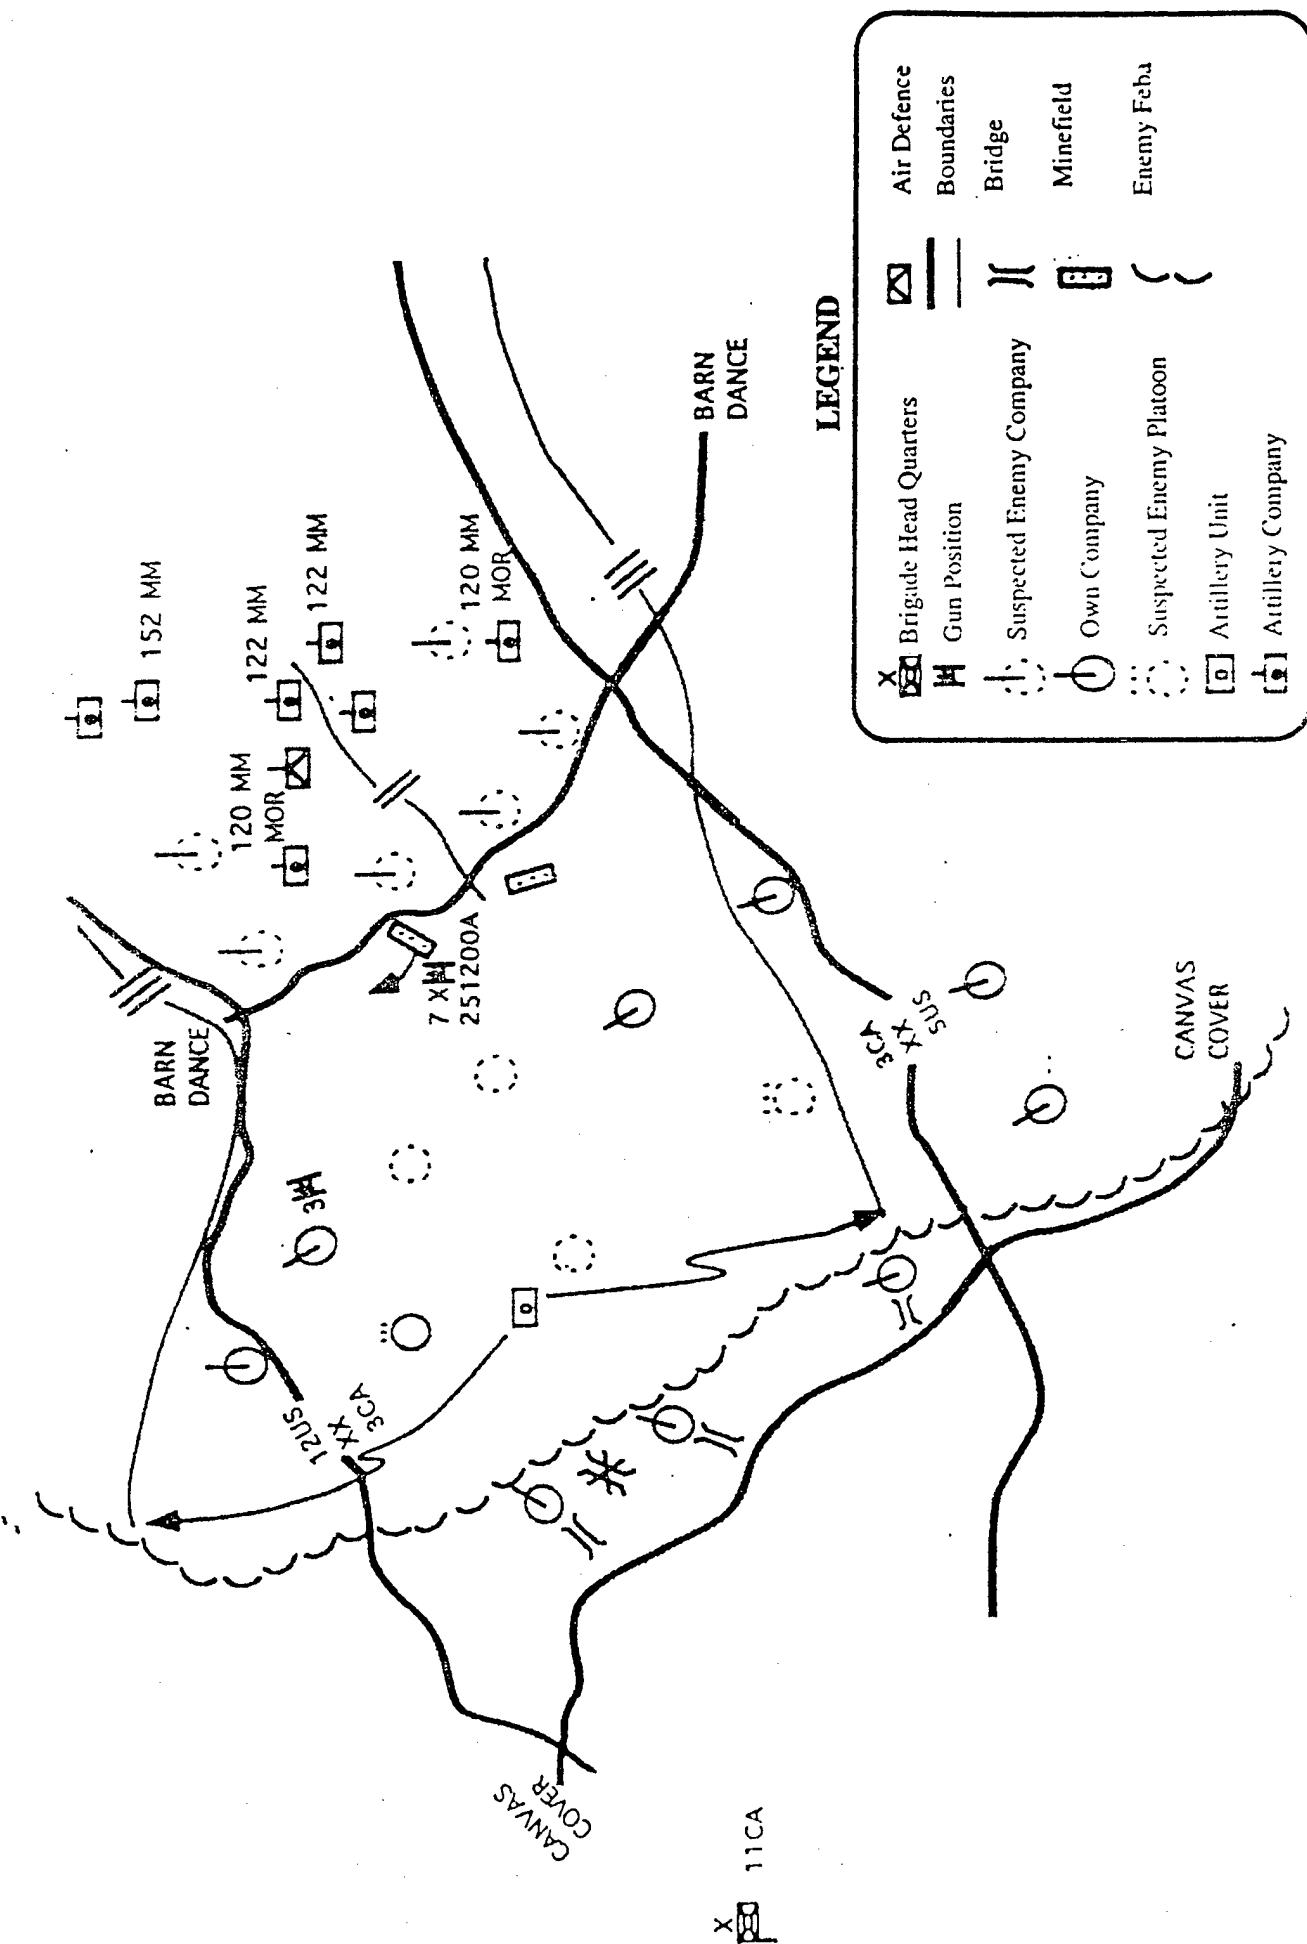 152 MM
122 MM
122 MM
120 MM
MOR
120 MM
MOR
BARN
DANCE
7 X
251200A
3
12US
XX
3CA
BARN
DANCE
3CA
XX
5US
CANVAS
COVER
CANVAS
COVER
X
11CA
LEGEND
X
Brigade Head Quarters
Gun Position
Suspected Enemy Company
Own Company
Suspected Enemy Platoon
Artillery Unit
Artillery Company
Air Defence
Boundaries
Bridge
Minefield
Enemy Feba